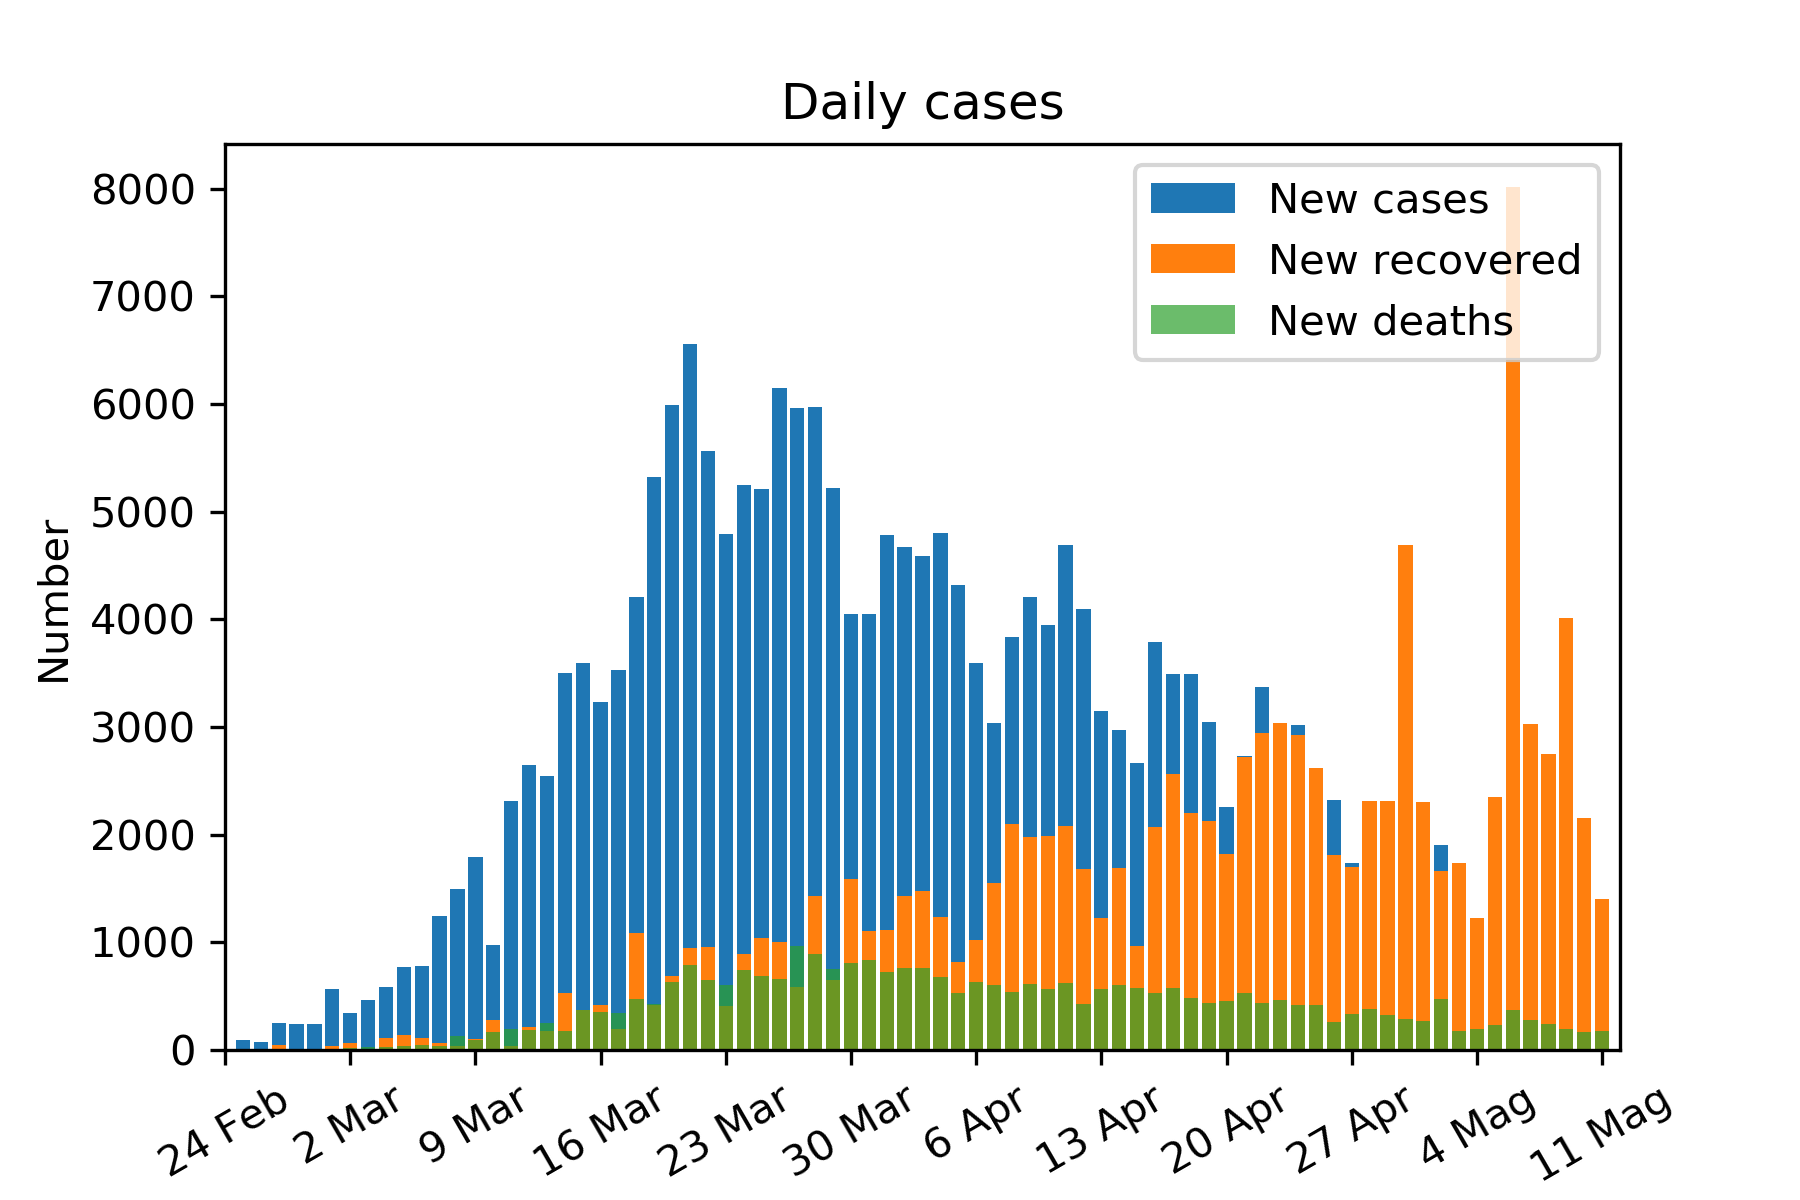 Daily cases
New cases
New recovered
New deaths
Number
8000
7000
6000
5000
4000
3000
2000
1000
0
24 Feb
2 Mar
9 Mar
16 Mar
23 Mar
30 Mar
6 Apr
13 Apr
20 Apr
27 Apr
4 Mag
11 Mag